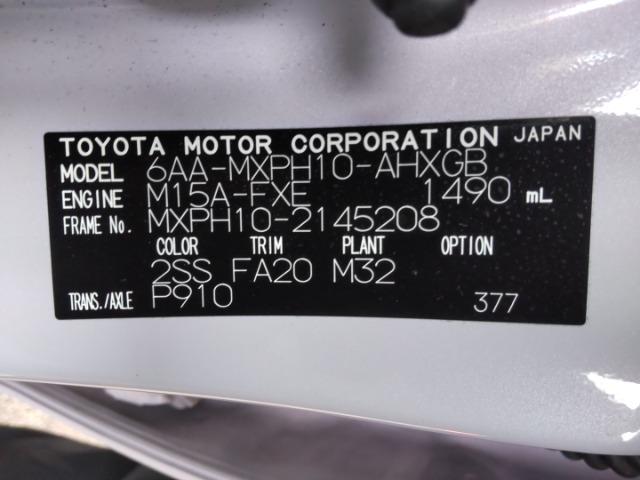 TOYOTA MOTOR CORPORATION JAPAN
MODEL 6AA-MXPH10-AHXGB
ENGINE M15A-FXE 1490 mL
FRAME No. MXPH10-2145208
COLOR TRIM PLANT OPTION
2SS FA20 M32
TRANS./AXLE P910 377